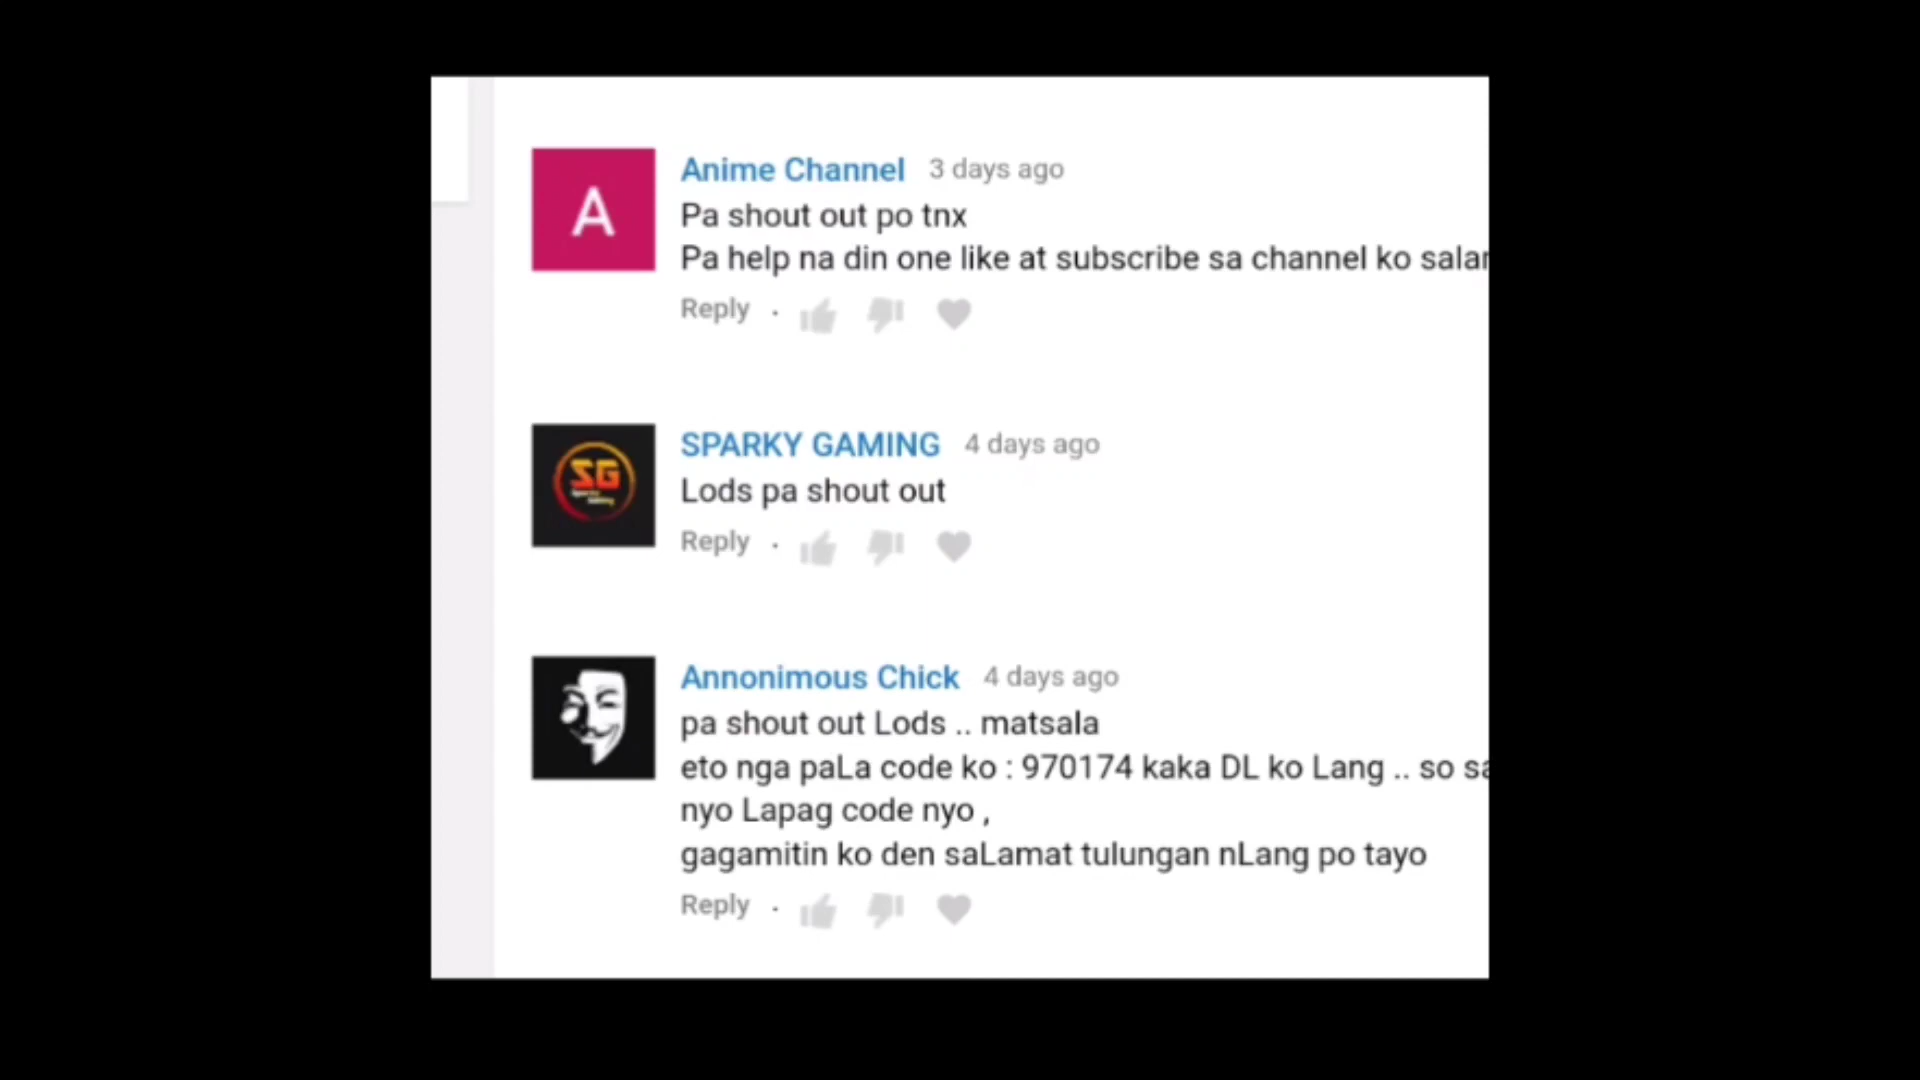 A
Anime Channel 3 days ago
Pa shout out po tnx
Pa help na din one like at subscribe sa channel ko
Reply .
SG
SPARKY GAMING 4 days ago
Lods pa shout out
Reply .
Annonimous Chick 4 days ago
pa shout out Lods .. matsala
eto nga paLa code ko : 970174 kaka DL ko Lang .. so
nyo Lapag code nyo ,
gagamitin ko den saLamat tulungan nLang po tayo
Reply .